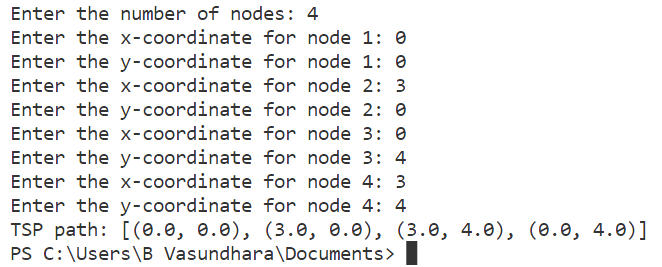 Enter the number of nodes: 4
Enter the x-coordinate for node 1: 0
Enter the y-coordinate for node 1: 0
Enter the x-coordinate for node 2: 3
Enter the y-coordinate for node 2: 0
Enter the x-coordinate for node 3: 0
Enter the y-coordinate for node 3: 4
Enter the x-coordinate for node 4: 3
Enter the y-coordinate for node 4: 4
TSP path: [(0.0, 0.0), (3.0, 0.0), (3.0, 4.0), (0.0, 4.0)]
PS C:\Users\B Vasundhara\Documents>